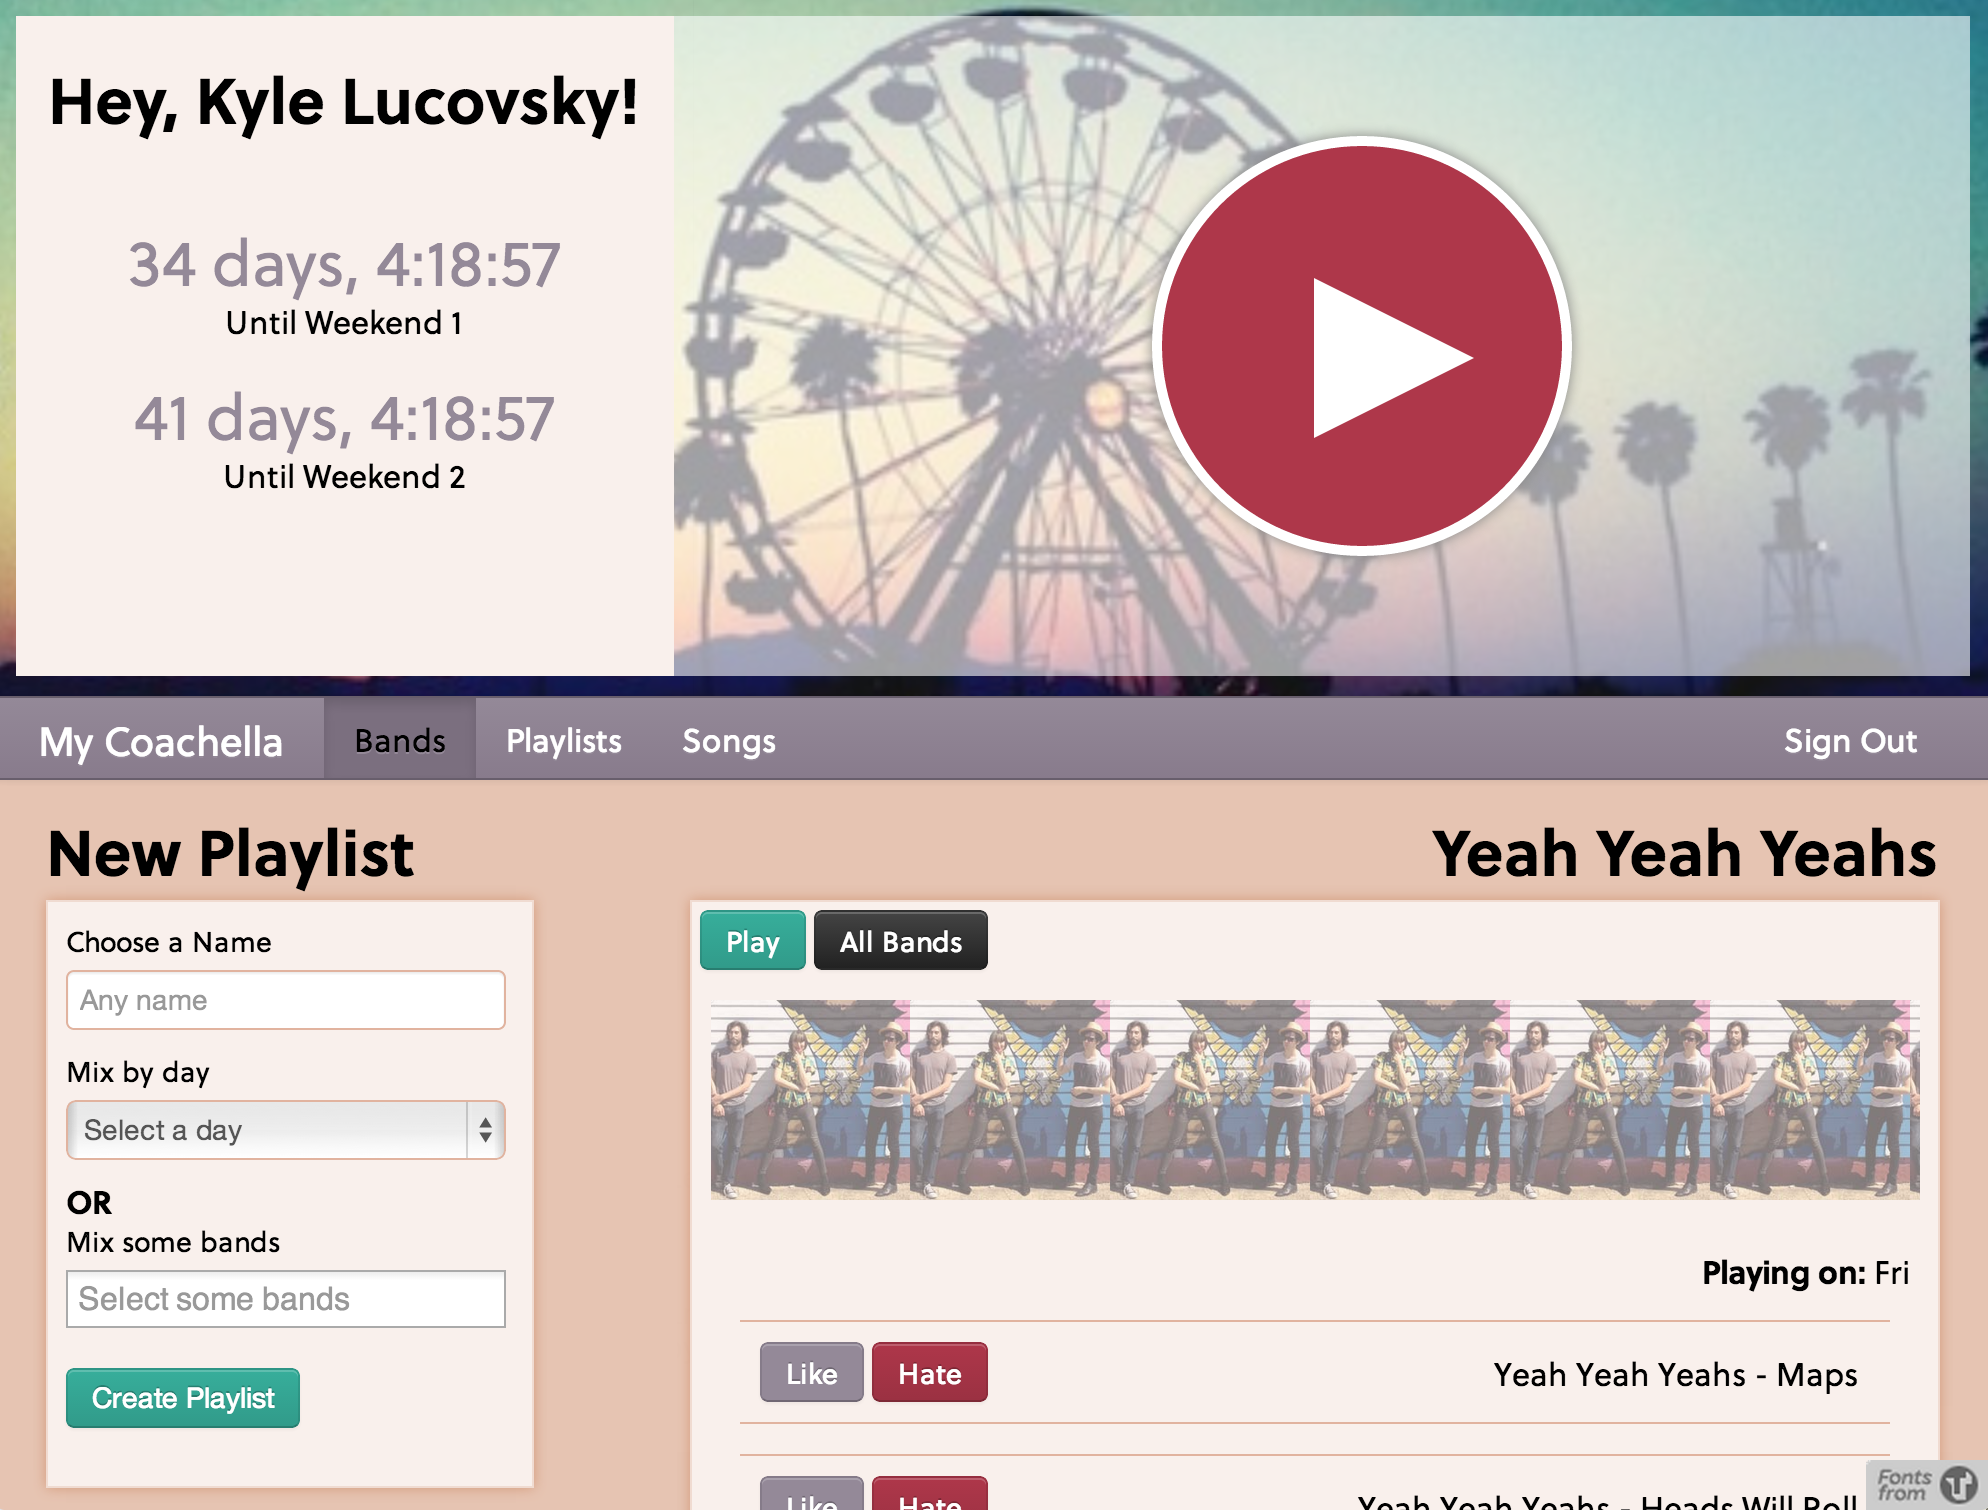 Hey, Kyle Lucovsky!
34 days, 4:18:57
Until Weekend 1
41 days, 4:18:57
Until Weekend 2
My Coachella
Bands
Playlists
Songs
Sign Out
New Playlist
Choose a Name
Any name
Mix by day
Select a day
OR
Mix some bands
Select some bands
Create Playlist
Yeah Yeah Yeahs
Play
All Bands
Playing on: Fri
Like
Hate
Yeah Yeah Yeahs - Maps
Like
Hate
Yeah Yeah Yeahs - Heads Will Roll
Fonts
from